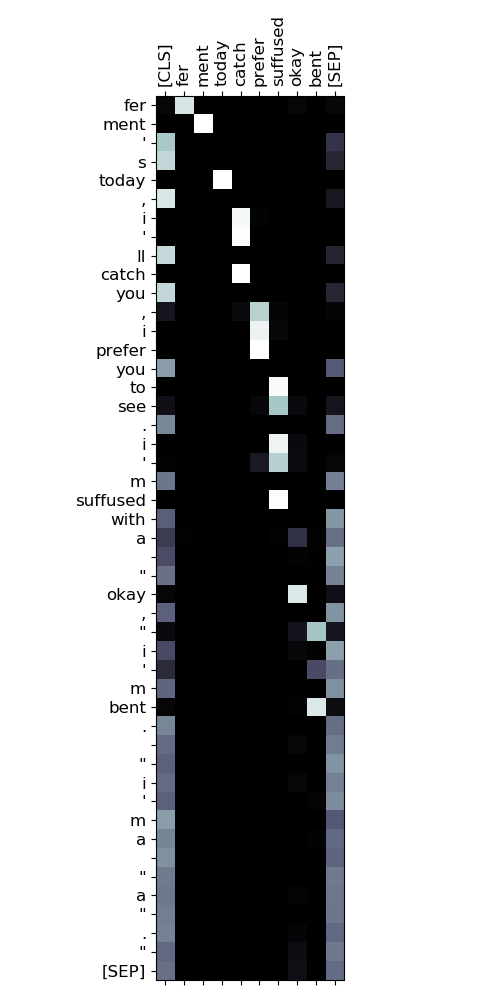 [CLS]
fer
ment
today
catch
prefer
suffused
okay
bent
[SEP]
fer
ment
'
s
today
,
i
'
ll
catch
you
,
i
prefer
you
to
see
.
i
'
m
suffused
with
a
-
"
okay
,
"
i
'
m
bent
.
-
"
i
'
m
a
-
"
a
"
.
"
[SEP]